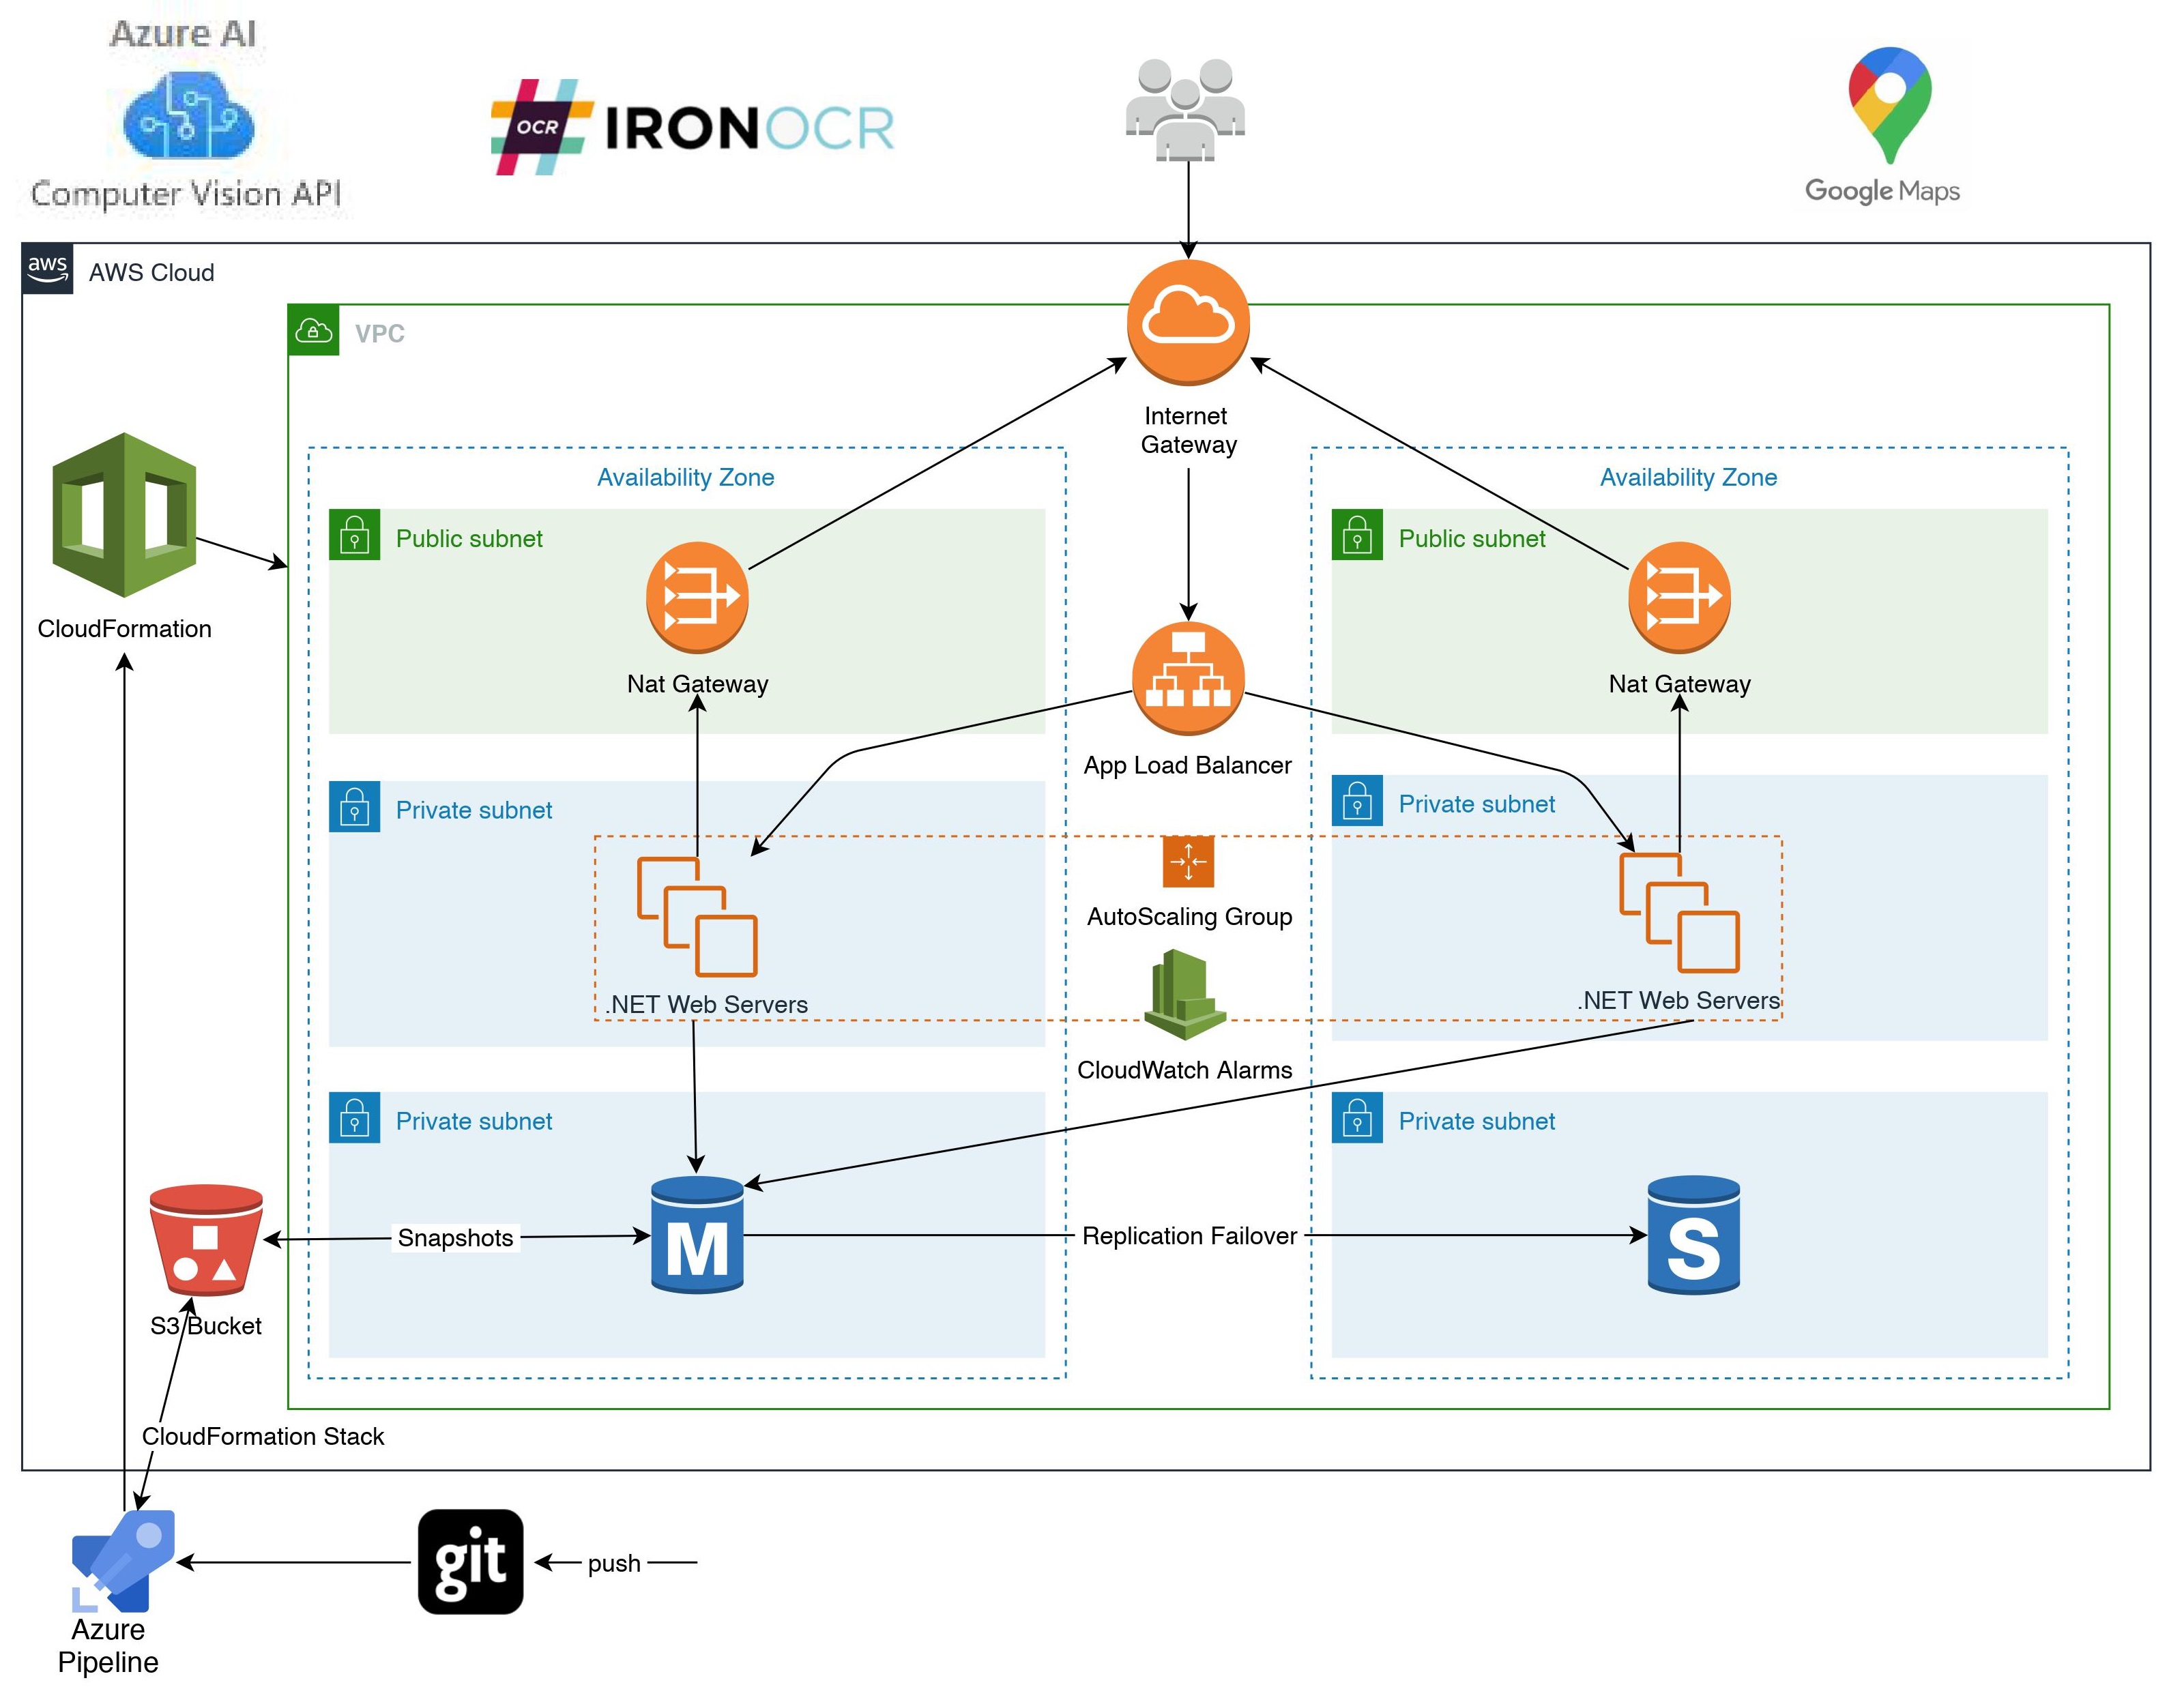 Azure AI
Computer Vision API
OCR
IRONOCR
Google Maps
aws
AWS Cloud
VPC
Internet
Gateway
Availability Zone
Availability Zone
Public subnet
Public subnet
CloudFormation
Nat Gateway
Nat Gateway
App Load Balancer
Private subnet
Private subnet
AutoScaling Group
.NET Web Servers
.NET Web Servers
CloudWatch Alarms
Private subnet
Private subnet
Snapshots
M
Replication Failover
S
S3 Bucket
CloudFormation Stack
git
push
Azure
Pipeline